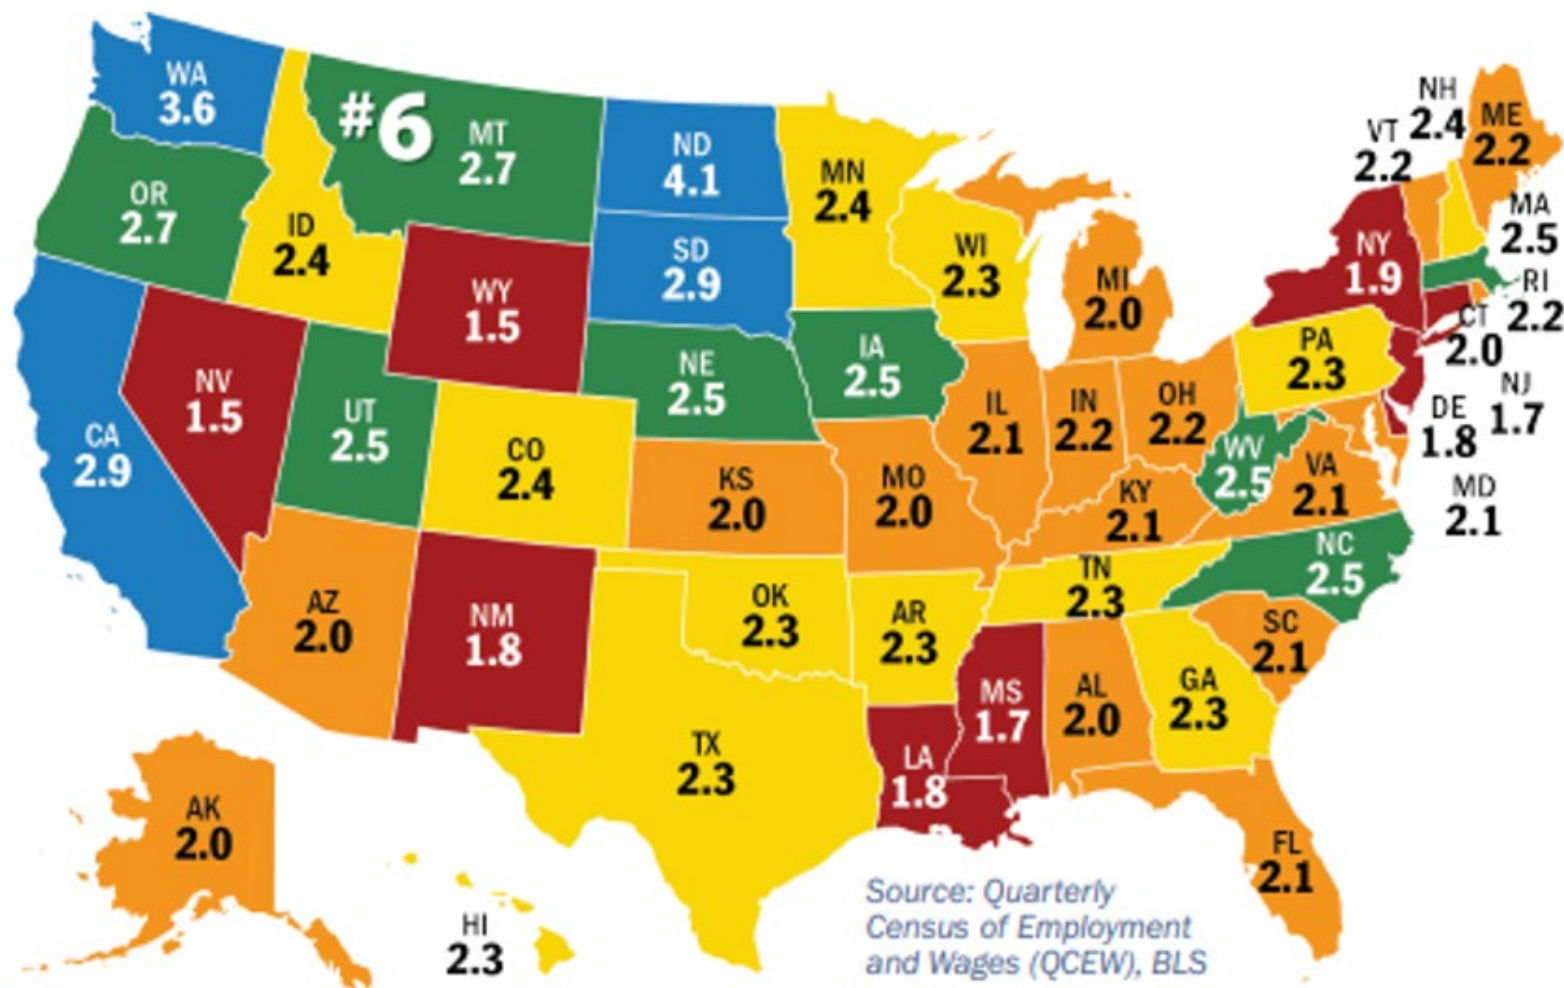 WA
3.6
#6
MT
2.7
ND
4.1
MN
2.4
OR
2.7
ID
2.4
SD
2.9
WI
2.3
MI
2.0
VT
2.2
NH
2.4
ME
2.2
MA
2.5
RI
2.2
CT
2.0
NY
1.9
WY
1.5
NE
2.5
IA
2.5
PA
2.3
NJ
1.7
DE
1.8
MD
2.1
NV
1.5
UT
2.5
CO
2.4
CA
2.9
KS
2.0
MO
2.0
IL
2.1
IN
2.2
OH
2.2
WV
2.5
VA
2.1
KY
2.1
NC
2.5
TN
2.3
SC
2.1
AZ
2.0
NM
1.8
OK
2.3
AR
2.3
MS
1.7
AL
2.0
GA
2.3
TX
2.3
LA
1.8
FL
2.1
AK
2.0
HI
2.3
Source: Quarterly
Census of Employment
and Wages (QCEW), BLS